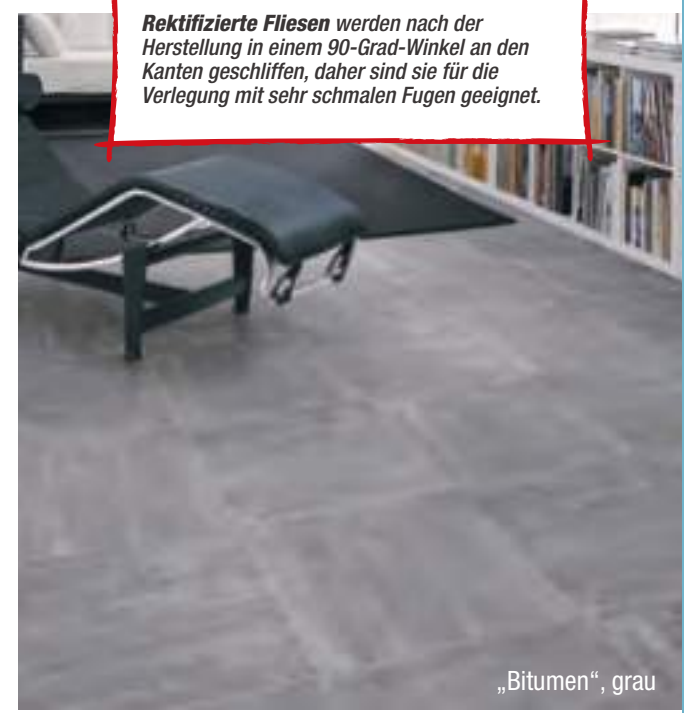 Rektifizierte Fliesen werden nach der
Herstellung in einem 90-Grad-Winkel an den
Kanten geschliffen, daher sind sie für die
Verlegung mit sehr schmalen Fugen geeignet.
„Bitumen“, grau